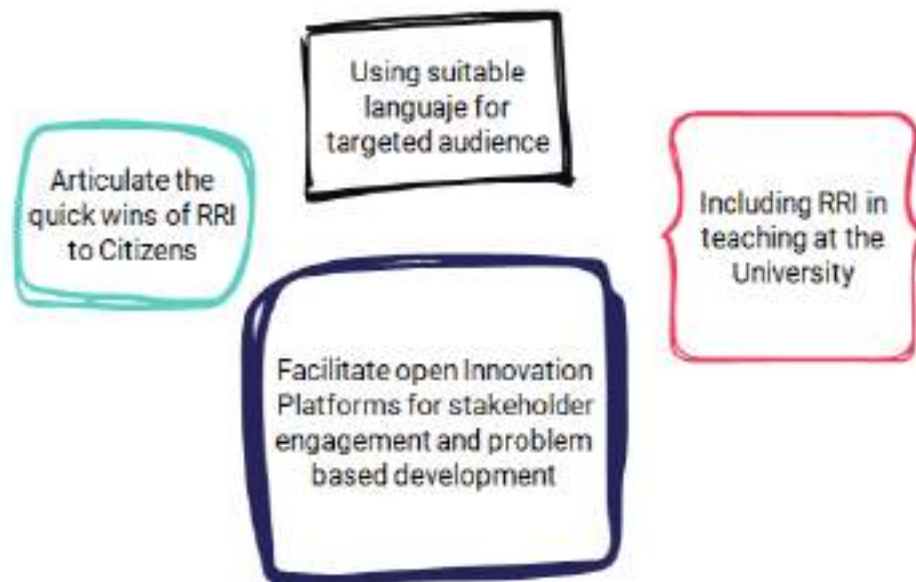 Using suitable
languaje for
targeted audience
Articulate the
quick wins of RRI
to Citizens
Including RRI in
teaching at the
University
Facilitate open Innovation
Platforms for stakeholder
engagement and problem
based development